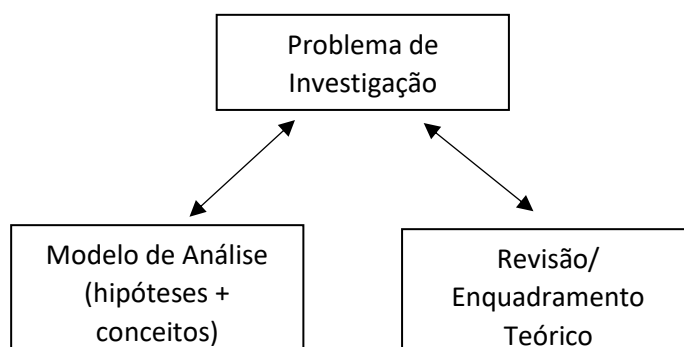 Problema de
Investigação
Modelo de Análise
(hipóteses +
conceitos)
Revisão/
Enquadramento
Teórico